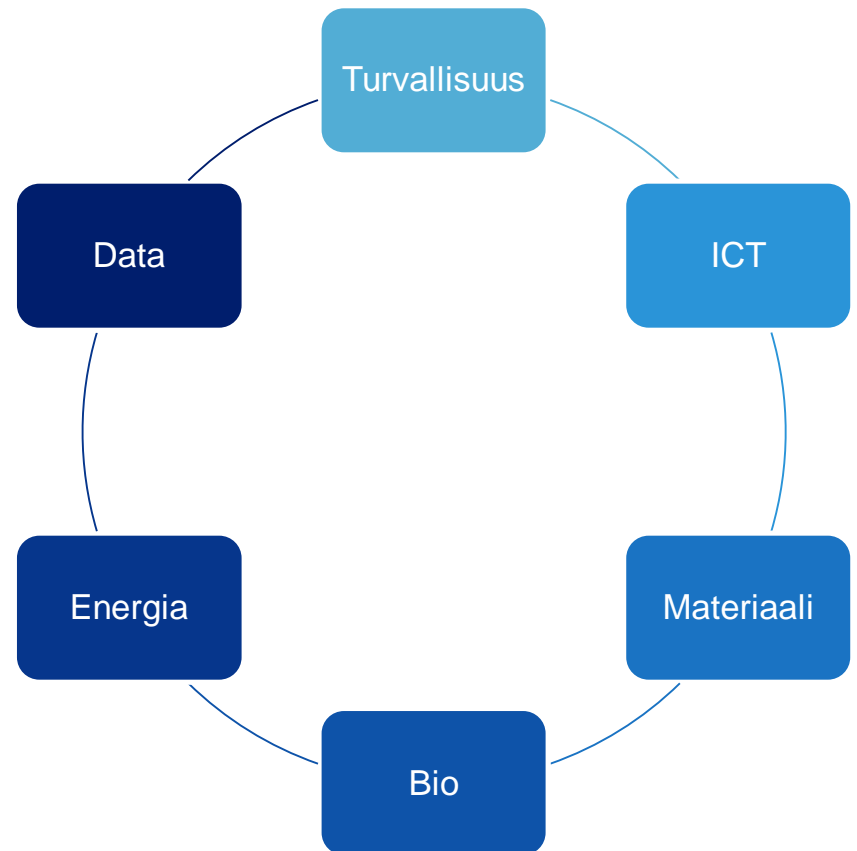 Turvallisuus
ICT
Materiaali
Bio
Energia
Data